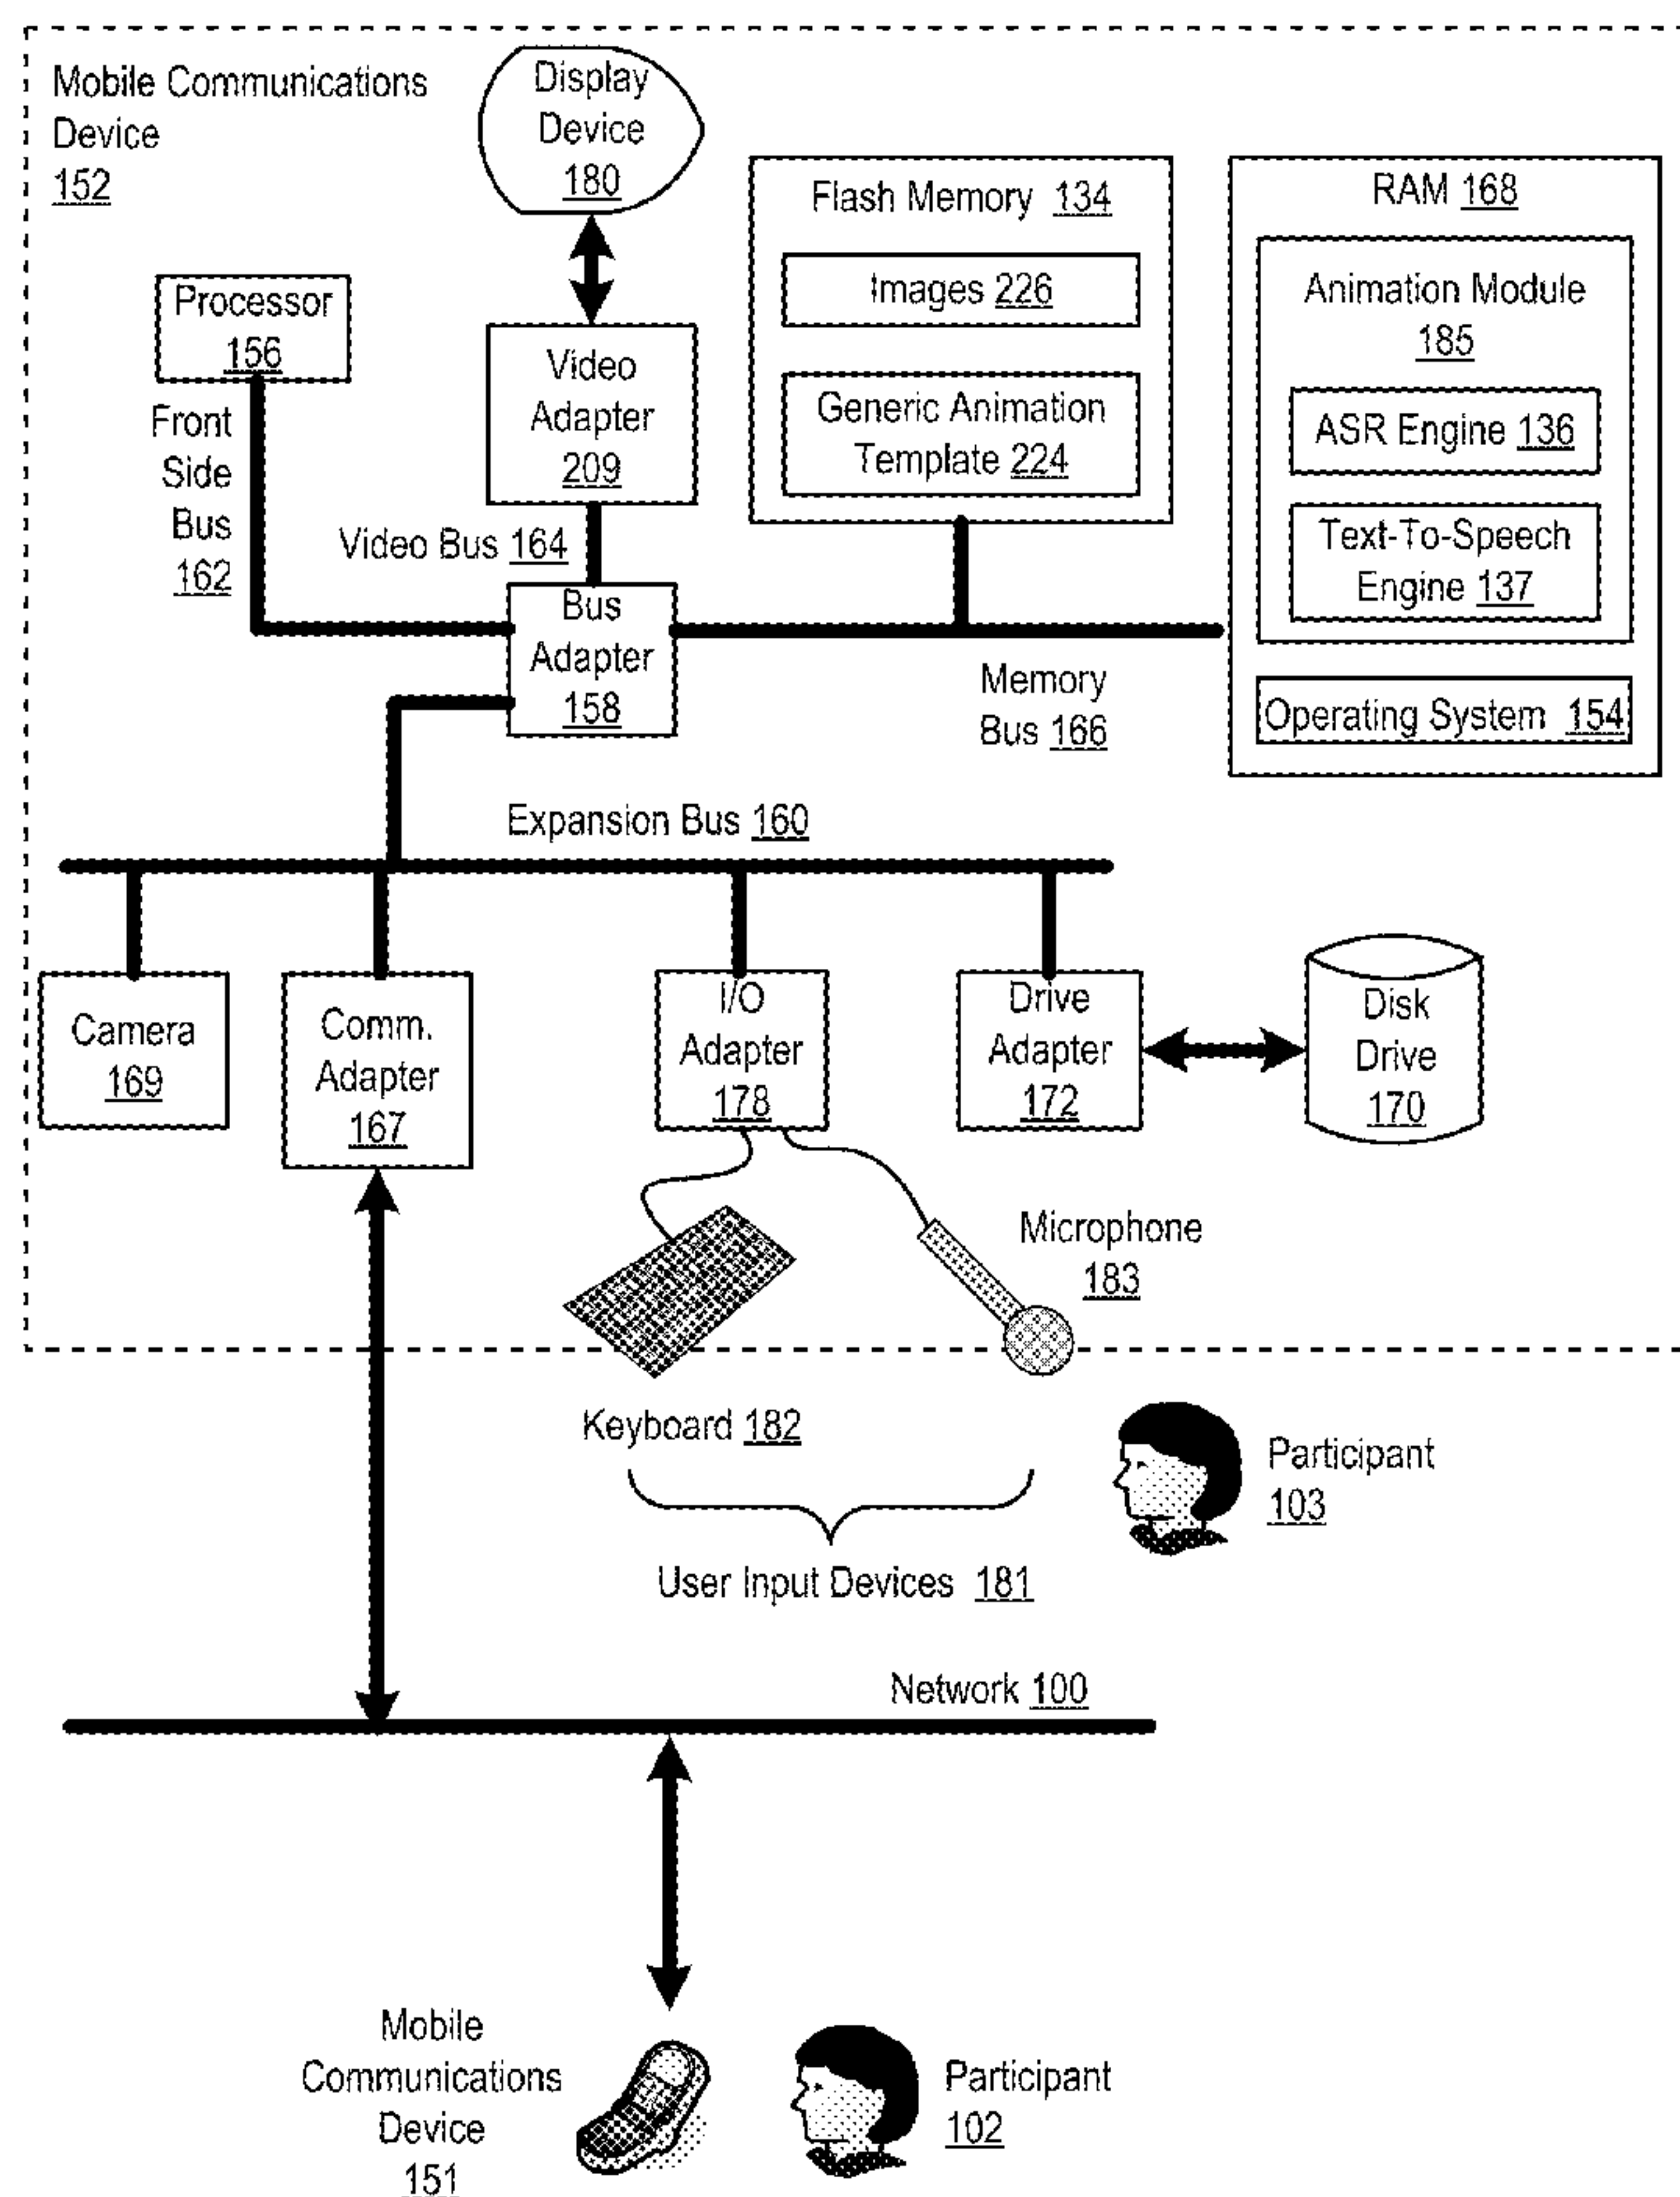 Mobile Communications
Device
152
Display
Device
180
Flash Memory 134
Images 226
Generic Animation
Template 224
RAM 168
Animation Module
185
ASR Engine 136
Text-To-Speech
Engine 137
Operating System 154
Processor
156
Front
Side
Bus
162
Video
Adapter
209
Video Bus 164
Bus
Adapter
158
Memory
Bus 166
Expansion Bus 160
Camera
169
Comm.
Adapter
167
I/O
Adapter
178
Drive
Adapter
172
Disk
Drive
170
Microphone
183
Keyboard 182
Participant
103
User Input Devices 181
Network 100
Mobile
Communications
Device
151
Participant
102